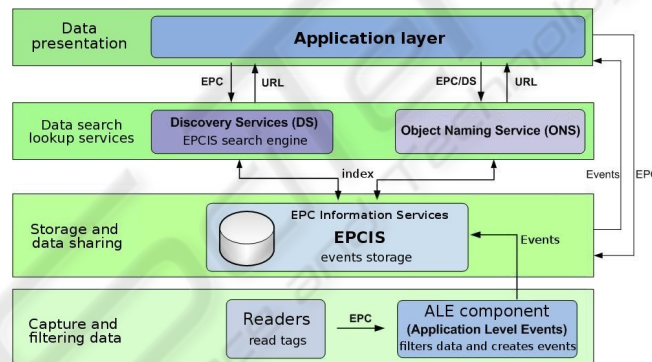 Data
presentation
Application layer
EPC
URL
EPC/DS
URL
Data search
lookup services
Discovery Services (DS)
EPCIS search engine
Object Naming Service (ONS)
index
Events
EPC
Storage and
data sharing
EPC Information Services
EPCIS
events storage
Events
Capture and
filtering data
Readers
read tags
EPC
ALE component
(Application Level Events)
filters data and creates events